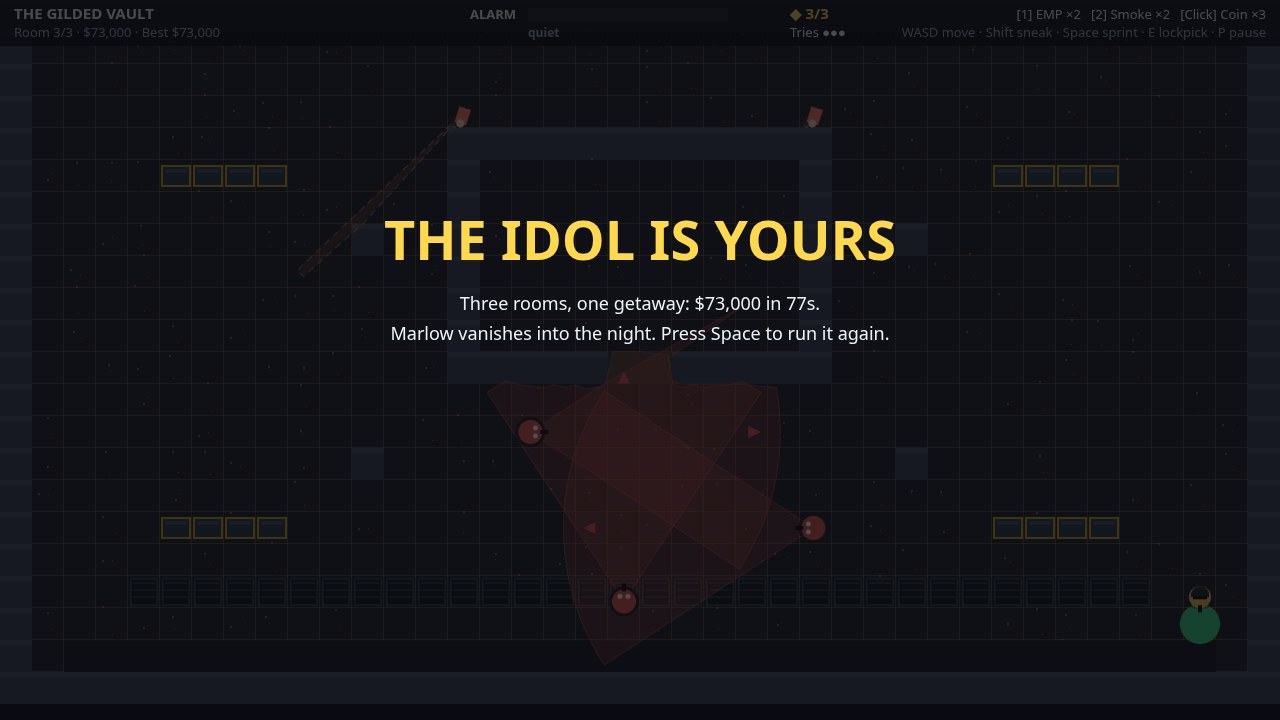 THE GILDED VAULT
Room 3/3 · $73,000 · Best $73,000
ALARM
quiet
◆ 3/3
Tries ●●●
[1] EMP ×2 [2] Smoke ×2 [Click] Coin ×3
WASD move · Shift sneak · Space sprint · E lockpick · P pause
THE IDOL IS YOURS
Three rooms, one getaway: $73,000 in 77s.
Marlow vanishes into the night. Press Space to run it again.